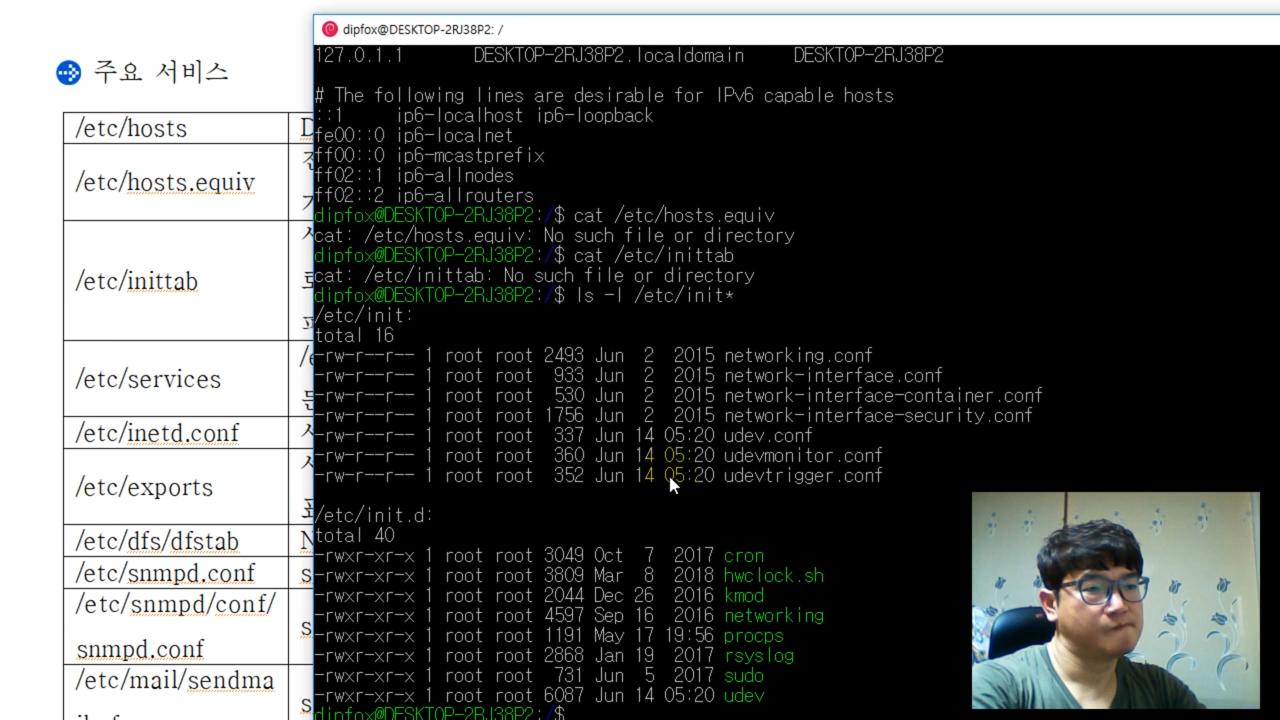 dipfox@DESKTOP-2RJ38P2: /
주요 서비스
/etc/hosts
/etc/hosts.equiv
/etc/inittab
/etc/services
/etc/inetd.conf
/etc/exports
/etc/dfs/dfstab
/etc/snmpd.conf
/etc/snmpd/conf/
snmpd.conf
/etc/mail/sendma
127.0.1.1 DESKTOP-2RJ38P2.localdomain DESKTOP-2RJ38P2
# The following lines are desirable for IPv6 capable hosts
::1 ip6-localhost ip6-loopback
fe00::0 ip6-localnet
ff00::0 ip6-mcastprefix
ff02::1 ip6-allnodes
ff02::2 ip6-allrouters
dipfox@DESKTOP-2RJ38P2:/$ cat /etc/hosts.equiv
cat: /etc/hosts.equiv: No such file or directory
dipfox@DESKTOP-2RJ38P2:/$ cat /etc/inittab
cat: /etc/inittab: No such file or directory
dipfox@DESKTOP-2RJ38P2:/$ ls -l /etc/init*
/etc/init:
total 16
-rw-r--r-- 1 root root 2493 Jun 2 2015 networking.conf
-rw-r--r-- 1 root root 933 Jun 2 2015 network-interface.conf
-rw-r--r-- 1 root root 530 Jun 2 2015 network-interface-container.conf
-rw-r--r-- 1 root root 1756 Jun 2 2015 network-interface-security.conf
-rw-r--r-- 1 root root 337 Jun 14 05:20 udev.conf
-rw-r--r-- 1 root root 360 Jun 14 05:20 udevmonitor.conf
-rw-r--r-- 1 root root 352 Jun 14 05:20 udevtrigger.conf
/etc/init.d:
total 40
-rwxr-xr-x 1 root root 3049 Oct 7 2017 cron
-rwxr-xr-x 1 root root 3809 Mar 8 2018 hwclock.sh
-rwxr-xr-x 1 root root 2044 Dec 26 2016 kmod
-rwxr-xr-x 1 root root 4597 Sep 16 2016 networking
-rwxr-xr-x 1 root root 1191 May 17 19:56 procps
-rwxr-xr-x 1 root root 2868 Jan 19 2017 rsyslog
-rwxr-xr-x 1 root root 731 Jun 5 2017 sudo
-rwxr-xr-x 1 root root 6087 Jun 14 05:20 udev
dipfox@DESKTOP-2RJ38P2:/$